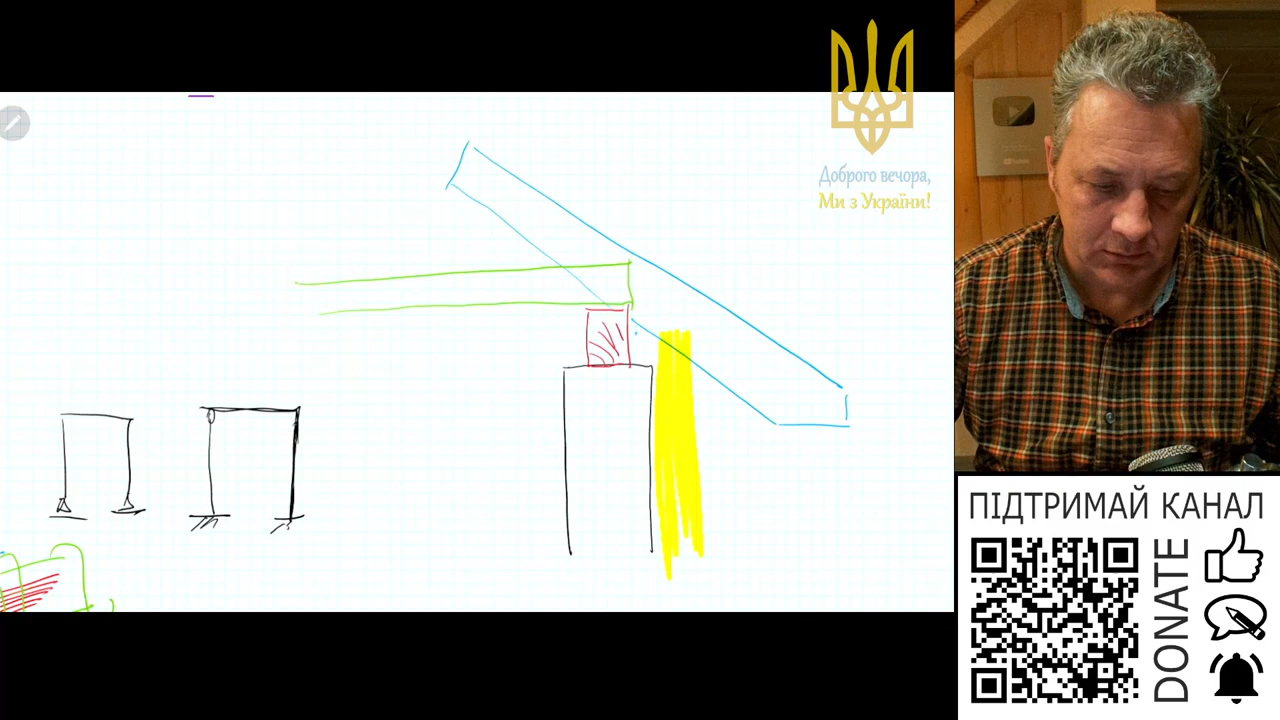 Доброго вечора,
Ми з України!
ПІДТРИМАЙ КАНАЛ
DONATE